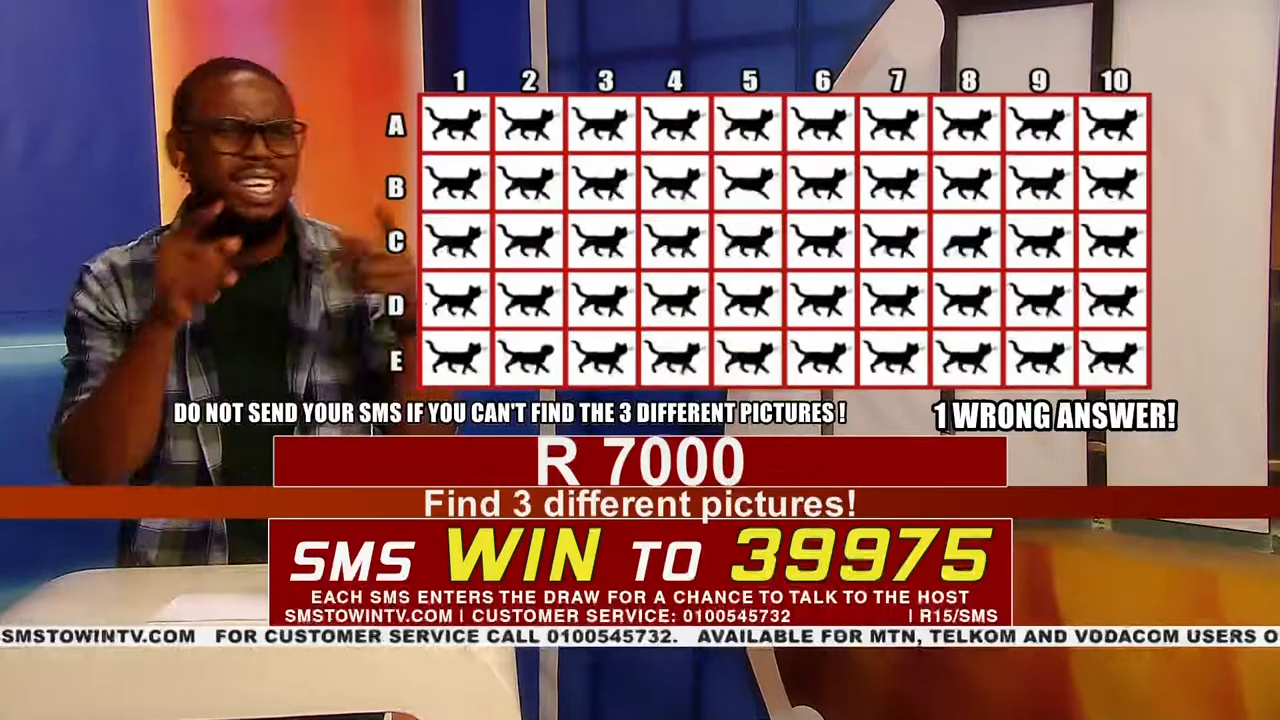 1 2 3 4 5 6 7 8 9 10
A
B
C
D
E
DO NOT SEND YOUR SMS IF YOU CAN'T FIND THE 3 DIFFERENT PICTURES !
1 WRONG ANSWER!
R 7000
Find 3 different pictures!
SMS WIN TO 39975
EACH SMS ENTERS THE DRAW FOR A CHANCE TO TALK TO THE HOST
SMSTOWINTV.COM | CUSTOMER SERVICE: 0100545732 | R15/SMS
SMSTOWINTV.COM FOR CUSTOMER SERVICE CALL 0100545732. AVAILABLE FOR MTN, TELKOM AND VODACOM USERS O